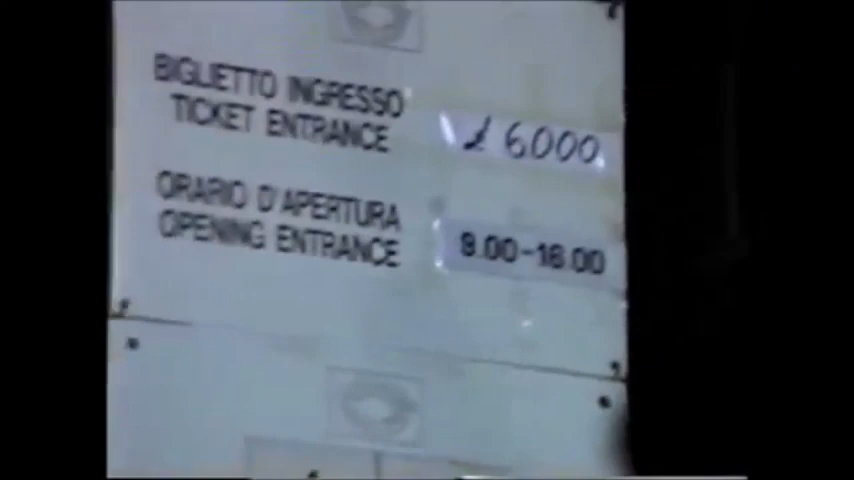 BIGLIETTO INGRESSO
TICKET ENTRANCE
£ 6000
ORARIO D'APERTURA
OPENING ENTRANCE
9.00-18.00